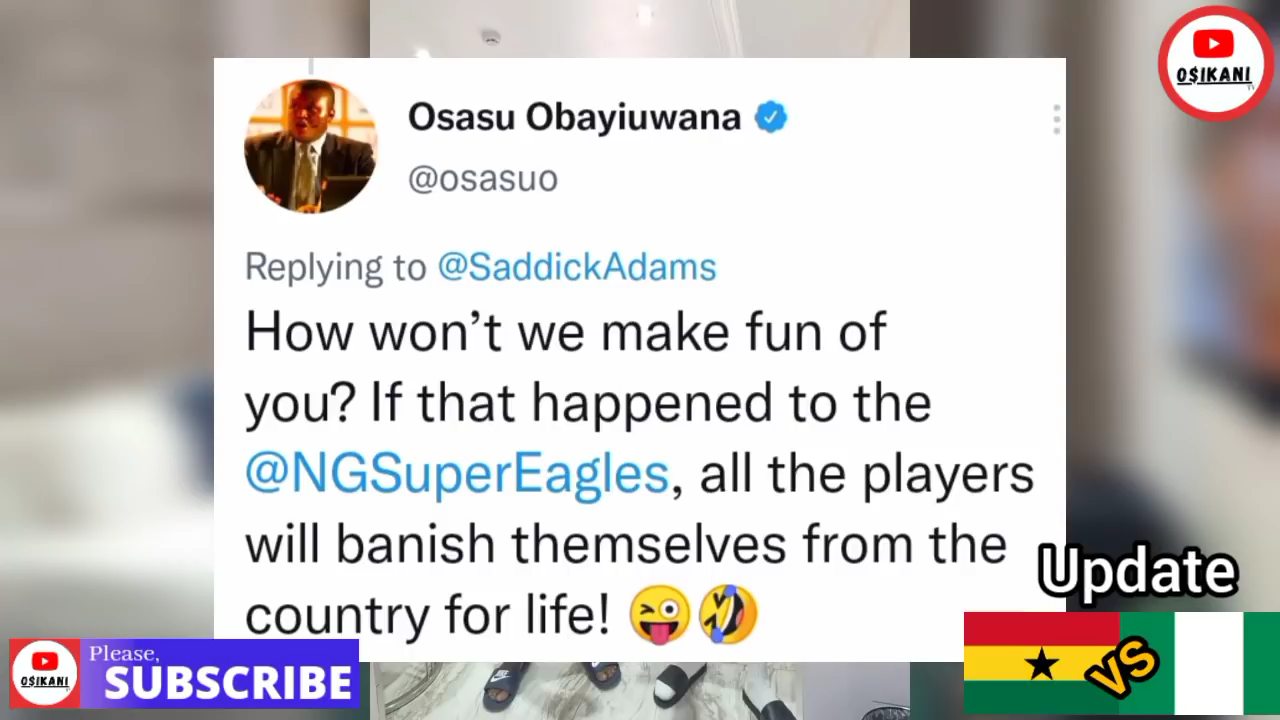 OSIKANI
Osasu Obayiuwana
@osasuo
Replying to @SaddickAdams
How won't we make fun of
you? If that happened to the
@NGSuperEagles, all the players
will banish themselves from the
country for life! 😜🤣
Update
VS
Please,
SUBSCRIBE
OSIKANI